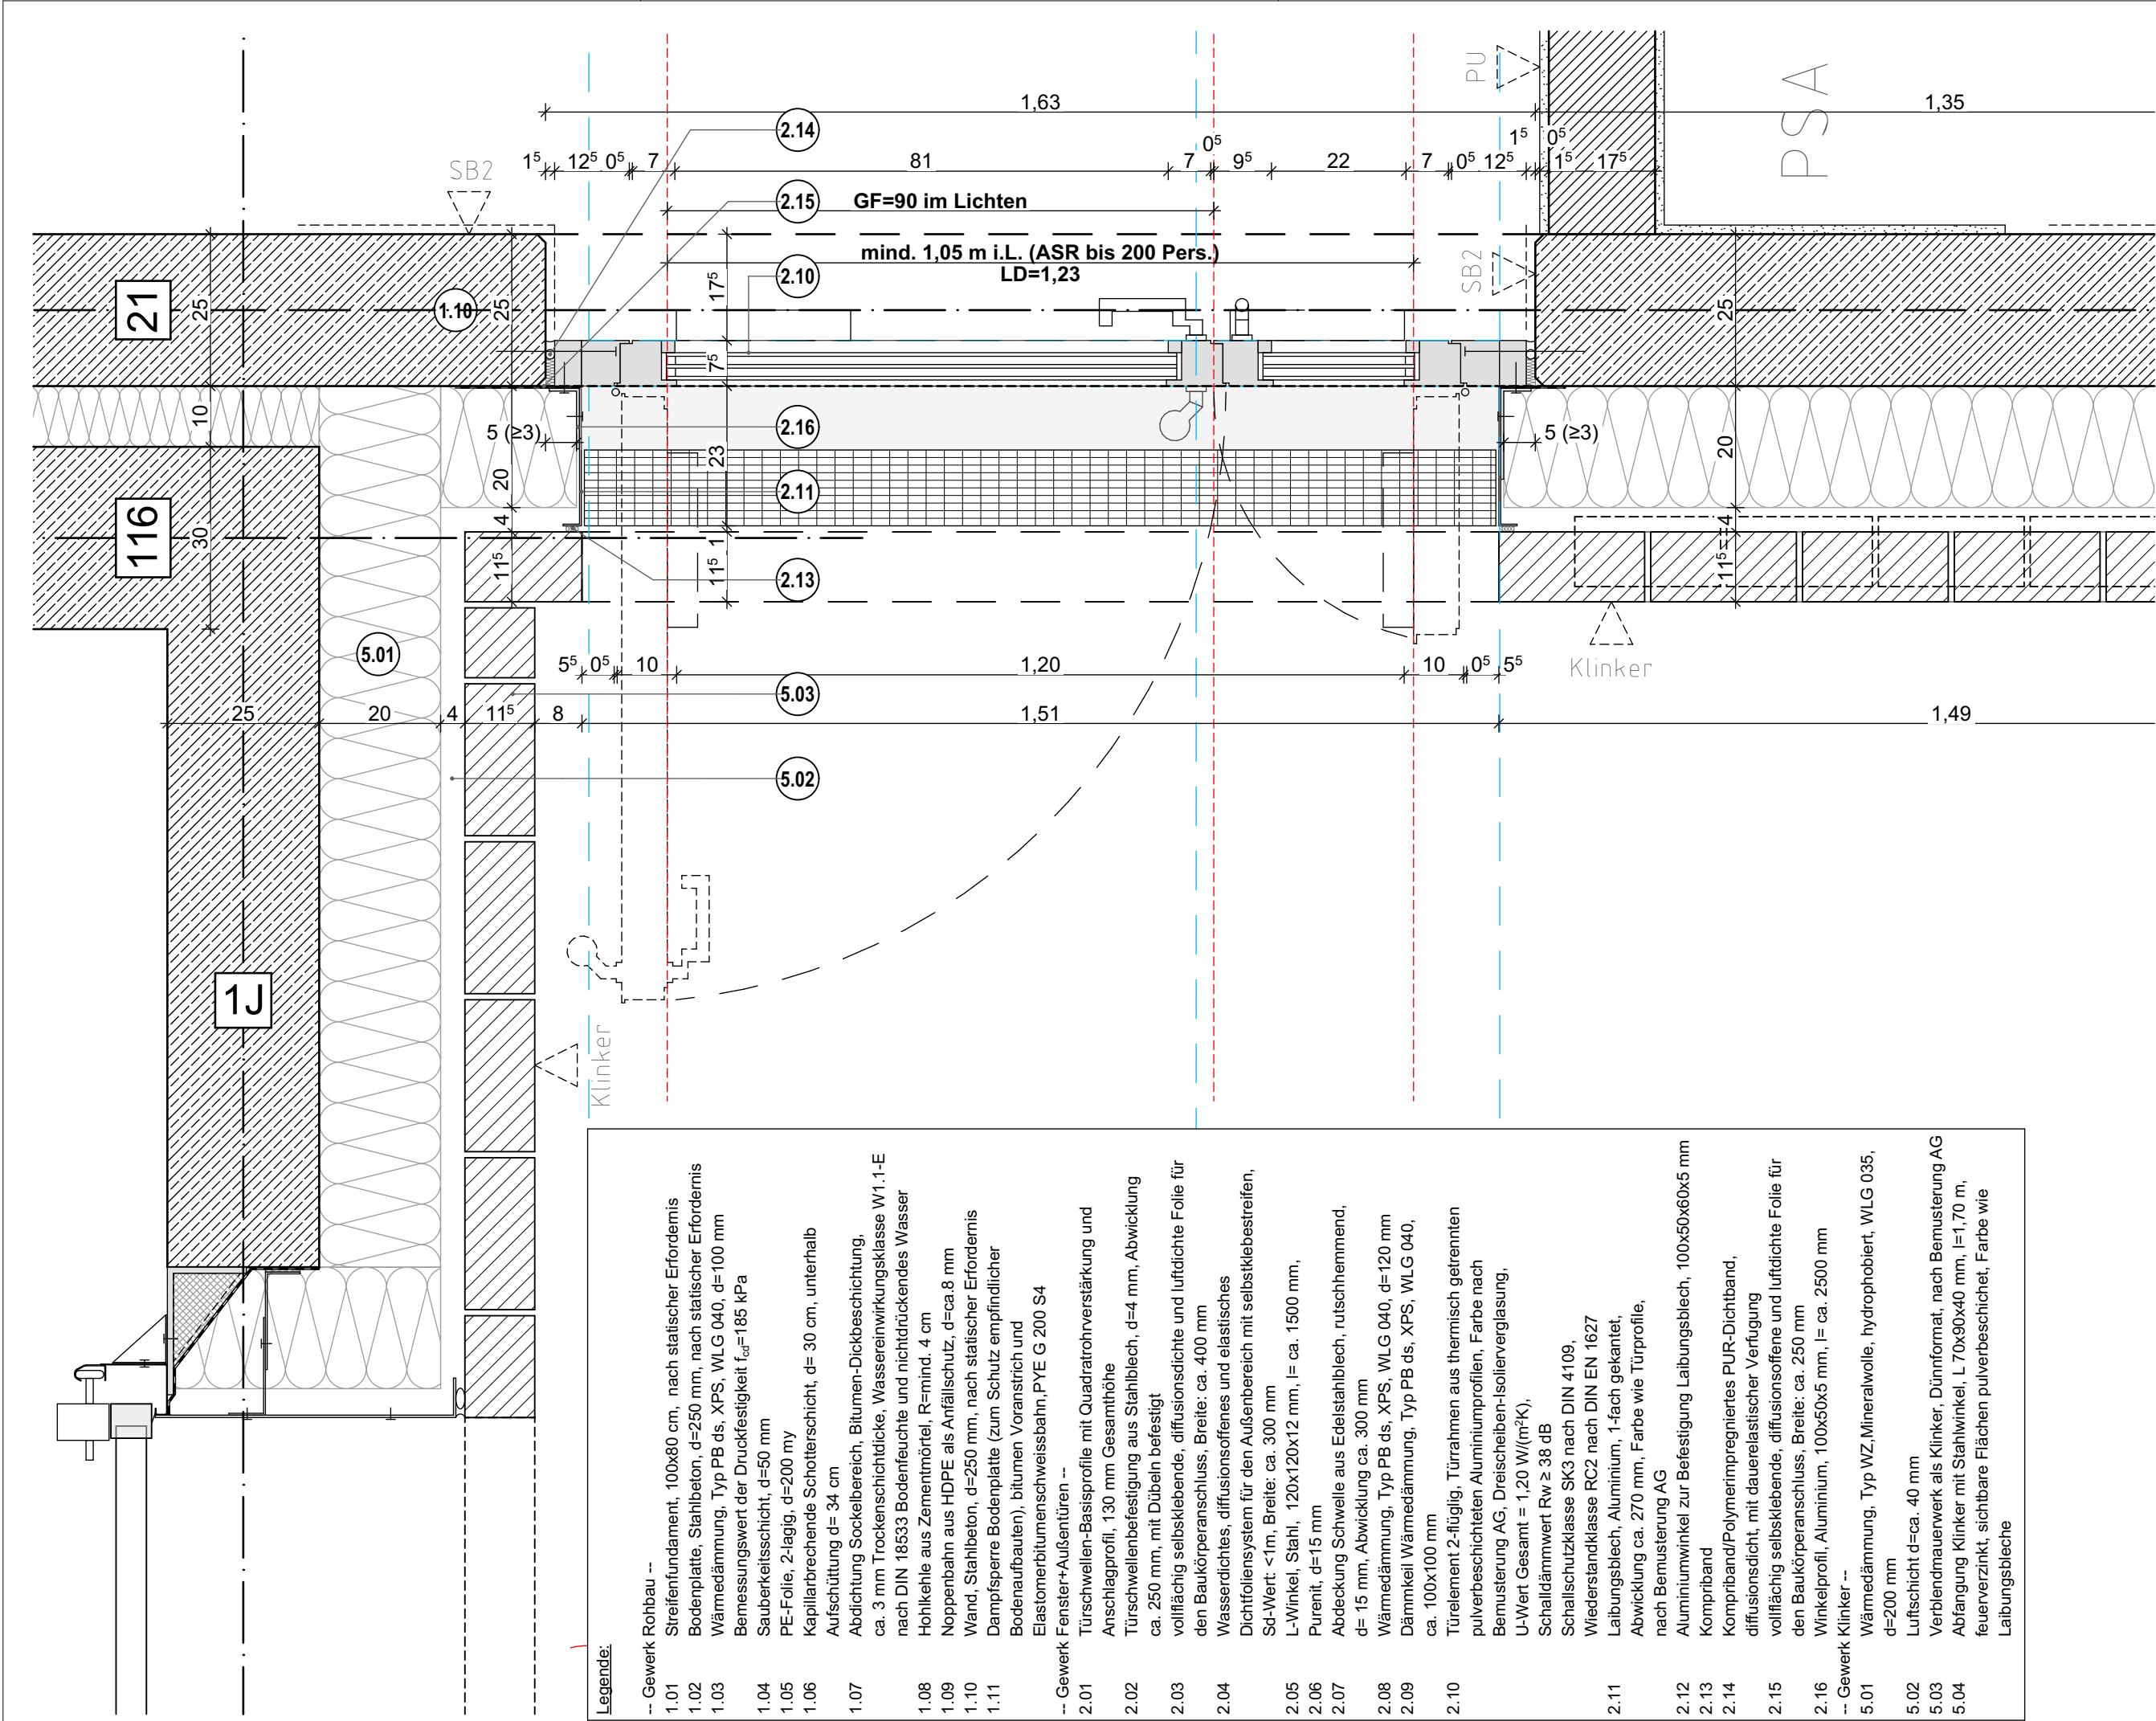 PU
PSA
1,63
1,35
2.14
0⁵
1⁵ 0⁵
SB2
1⁵ 12⁵ 0⁵ 7 81 7 9⁵ 22 7 0⁵ 12⁵ 1⁵ 17⁵
2.15 GF=90 im Lichten
mind. 1,05 m i.L. (ASR bis 200 Pers.)
LD=1,23
2.10
SB2
21
25
1.10
25
17⁵
25
7⁵
10
5 (≥3)
2.16
5 (≥3)
23
20
20
2.11
116
30
4
4
1
11⁵
11⁵
11⁵
2.13
5.01
5⁵ 0⁵ 10 1,20 10 0⁵ 5⁵
Klinker
5.03
25 20 4 11⁵ 8 1,51 1,49
5.02
1J
Klinker
Legende:
-- Gewerk Rohbau --
1.01 Streifenfundament, 100x80 cm, nach statischer Erfordernis
1.02 Bodenplatte, Stahlbeton, d=250 mm, nach statischer Erfordernis
1.03 Wärmedämmung, Typ PB ds, XPS, WLG 040, d=100 mm
Bemessungswert der Druckfestigkeit fcd=185 kPa
1.04 Sauberkeitsschicht, d=50 mm
1.05 PE-Folie, 2-lagig, d=200 my
1.06 Kapillarbrechende Schotterschicht, d= 30 cm, unterhalb
Aufschüttung d= 34 cm
1.07 Abdichtung Sockelbereich, Bitumen-Dickbeschichtung,
ca. 3 mm Trockenschichtdicke, Wassereinwirkungsklasse W1.1-E
nach DIN 18533 Bodenfeuchte und nichtdrückendes Wasser
1.08 Hohlkehle aus Zementmörtel, R=mind. 4 cm
1.09 Noppenbahn aus HDPE als Anfällschutz, d=ca.8 mm
1.10 Wand, Stahlbeton, d=250 mm, nach statischer Erfordernis
1.11 Dampfsperre Bodenplatte (zum Schutz empfindlicher
Bodenaufbauten), bitumen Voranstrich und
Elastomerbitumenschweissbahn,PYE G 200 S4
-- Gewerk Fenster+Außentüren --
2.01 Türschwellen-Basisprofile mit Quadratrohrverstärkung und
Anschlagprofil, 130 mm Gesamthöhe
2.02 Türschwellenbefestigung aus Stahlblech, d=4 mm, Abwicklung
ca. 250 mm, mit Dübeln befestigt
2.03 vollflächig selbsklebende, diffusionsdichte und luftdichte Folie für
den Baukörperanschluss, Breite: ca. 400 mm
2.04 Wasserdichtes, diffusionsoffenes und elastisches
Dichtfoliensystem für den Außenbereich mit selbstklebestreifen,
Sd-Wert: <1m, Breite: ca. 300 mm
2.05 L-Winkel, Stahl, 120x120x12 mm, l= ca. 1500 mm,
2.06 Purenit, d=15 mm
2.07 Abdeckung Schwelle aus Edelstahlblech, rutschhemmend,
d= 15 mm, Abwicklung ca. 300 mm
2.08 Wärmedämmung, Typ PB ds, XPS, WLG 040, d=120 mm
2.09 Dämmkeil Wärmedämmung, Typ PB ds, XPS, WLG 040,
ca. 100x100 mm
2.10 Türelement 2-flüglig, Türrahmen aus thermisch getrennten
pulverbeschichteten Aluminiumprofilen, Farbe nach
Bemusterung AG, Dreischeiben-Isolierverglasung,
U-Wert Gesamt = 1,20 W/(m²K),
Schalldämmwert Rw ≥ 38 dB
Schallschutzklasse SK3 nach DIN 4109,
Wiederstandklasse RC2 nach DIN EN 1627
2.11 Laibungsblech, Aluminium, 1-fach gekantet,
Abwicklung ca. 270 mm, Farbe wie Türprofile,
nach Bemusterung AG
2.12 Aluminiumwinkel zur Befestigung Laibungsblech, 100x50x60x5 mm
2.13 Kompriband
2.14 Kompriband/Polymerimpregniertes PUR-Dichtband,
diffusionsdicht, mit dauerelastischer Verfugung
2.15 vollflächig selbsklebende, diffusionsoffene und luftdichte Folie für
den Baukörperanschluss, Breite: ca. 250 mm
2.16 Winkelprofil, Aluminium, 100x50x5 mm, l= ca. 2500 mm
-- Gewerk Klinker --
5.01 Wärmedämmung, Typ WZ,Mineralwolle, hydrophobiert, WLG 035,
d=200 mm
5.02 Luftschicht d=ca. 40 mm
5.03 Verblendmauerwerk als Klinker, Dünnformat, nach Bemusterung AG
5.04 Abfangung Klinker mit Stahlwinkel, L 70x90x40 mm, l=1,70 m,
feuerverzinkt, sichtbare Flächen pulverbeschichet, Farbe wie
Laibungsbleche